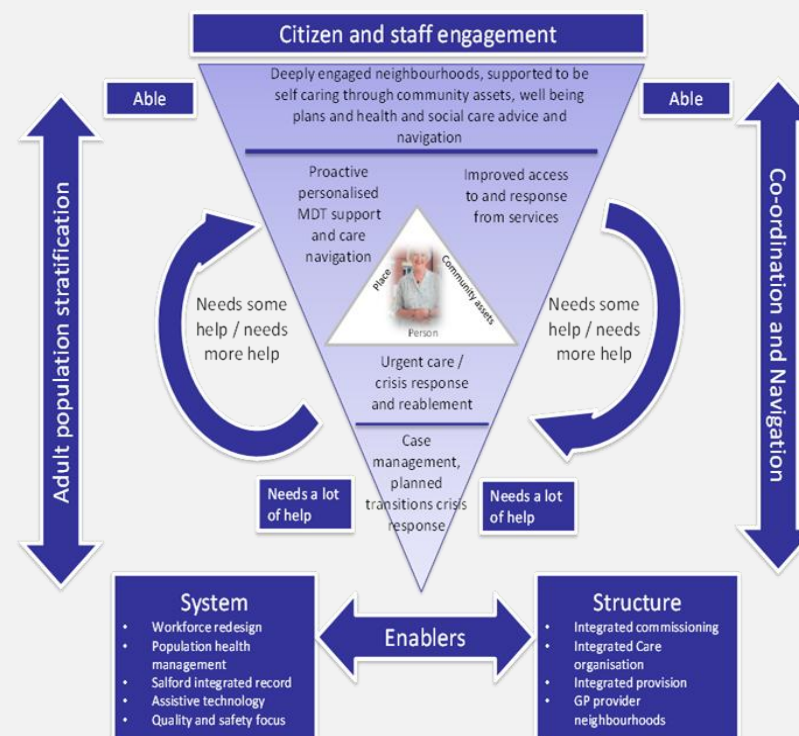 Citizen and staff engagement
Deeply engaged neighbourhoods, supported to be
self caring through community assets, well being
plans and health and social care advice and
navigation
Able
Able
Adult population stratification
Co-ordination and Navigation
Proactive
personalised
MDT support
and care
navigation
Improved access
to and response
from services
Place
Community assets
Person
Needs some
help / needs
more help
Needs some
help / needs
more help
Urgent care /
crisis response
and reablement
Case
management,
planned
transitions crisis
response
Needs a lot
of help
Needs a lot
of help
System
• Workforce redesign
• Population health
management
• Salford integrated record
• Assistive technology
• Quality and safety focus
Enablers
Structure
• Integrated commissioning
• Integrated Care
organisation
• Integrated provision
• GP provider
neighbourhoods